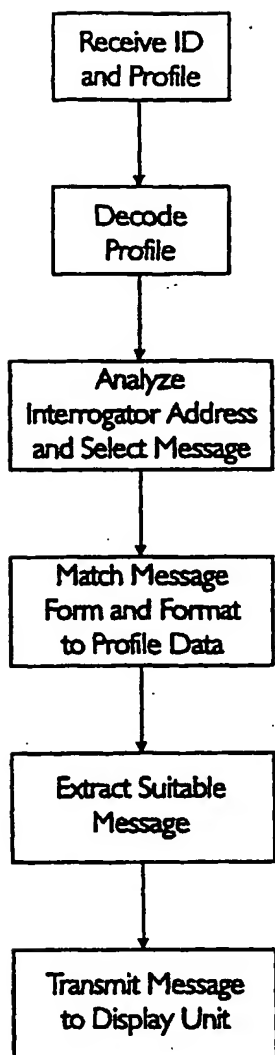 Receive ID
and Profile
Decode
Profile
Analyze
Interrogator Address
and Select Message
Match Message
Form and Format
to Profile Data
Extract Suitable
Message
Transmit Message
to Display Unit